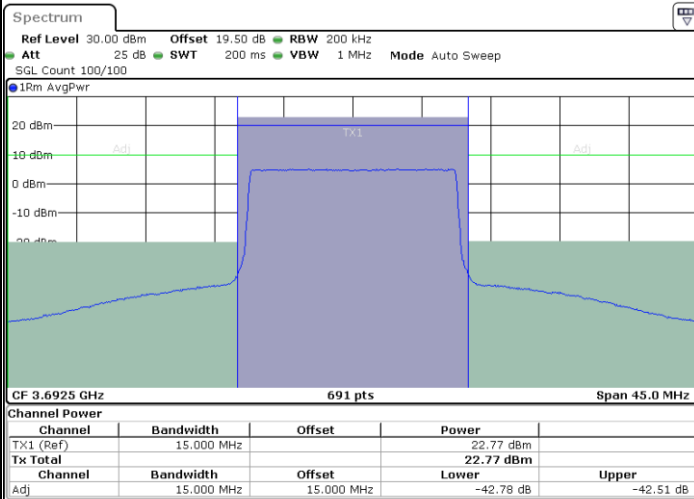 Spectrum
Ref Level 30.00 dBm Offset 19.50 dB RBW 200 kHz
Att 25 dB SWT 200 ms VBW 1 MHz Mode Auto Sweep
SGL Count 100/100
1Rm AvgPwr
20 dBm
TX1
Adj Adj
10 dBm
0 dBm
-10 dBm
-20 dBm
CF 3.6925 GHz 691 pts Span 45.0 MHz
Channel Power
Channel Bandwidth Offset Power
TX1 (Ref) 15.000 MHz 22.77 dBm
Tx Total 22.77 dBm
Channel Bandwidth Offset Lower Upper
Adj 15.000 MHz 15.000 MHz -42.78 dB -42.51 dB